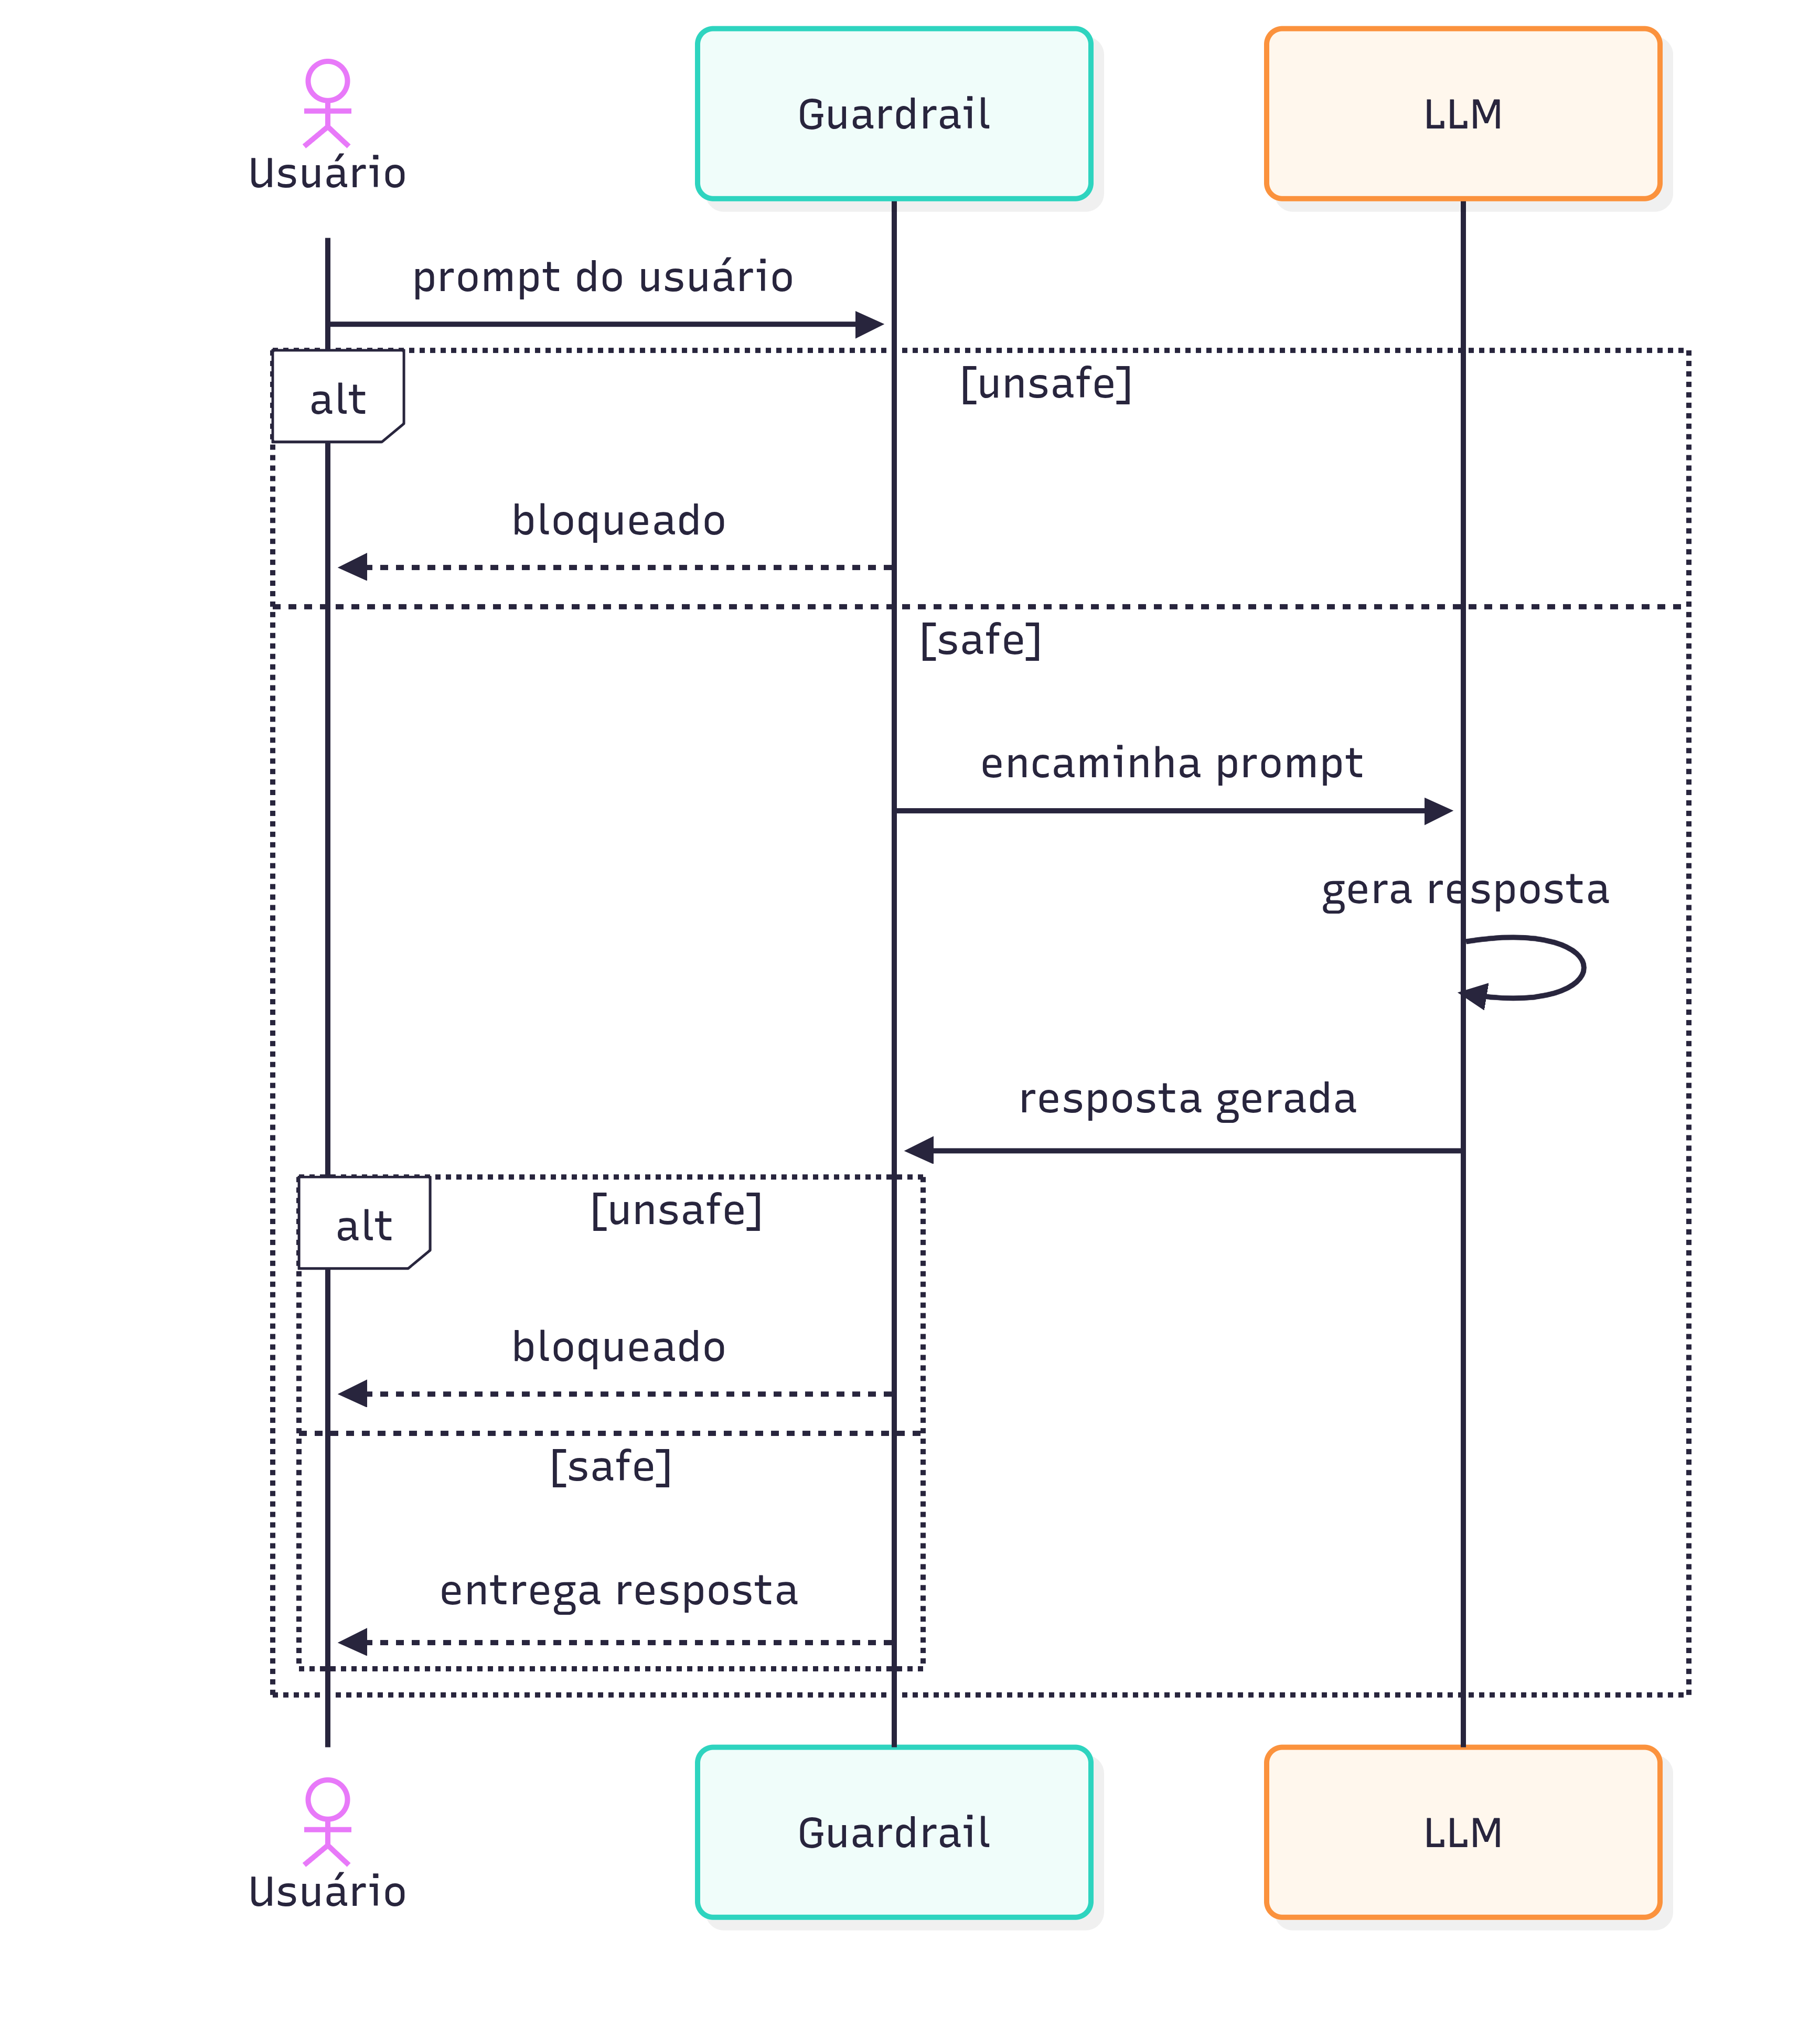 Usuário
Guardrail
LLM
prompt do usuário
alt
[unsafe]
bloqueado
[safe]
encaminha prompt
gera resposta
resposta gerada
alt
[unsafe]
bloqueado
[safe]
entrega resposta
Usuário
Guardrail
LLM